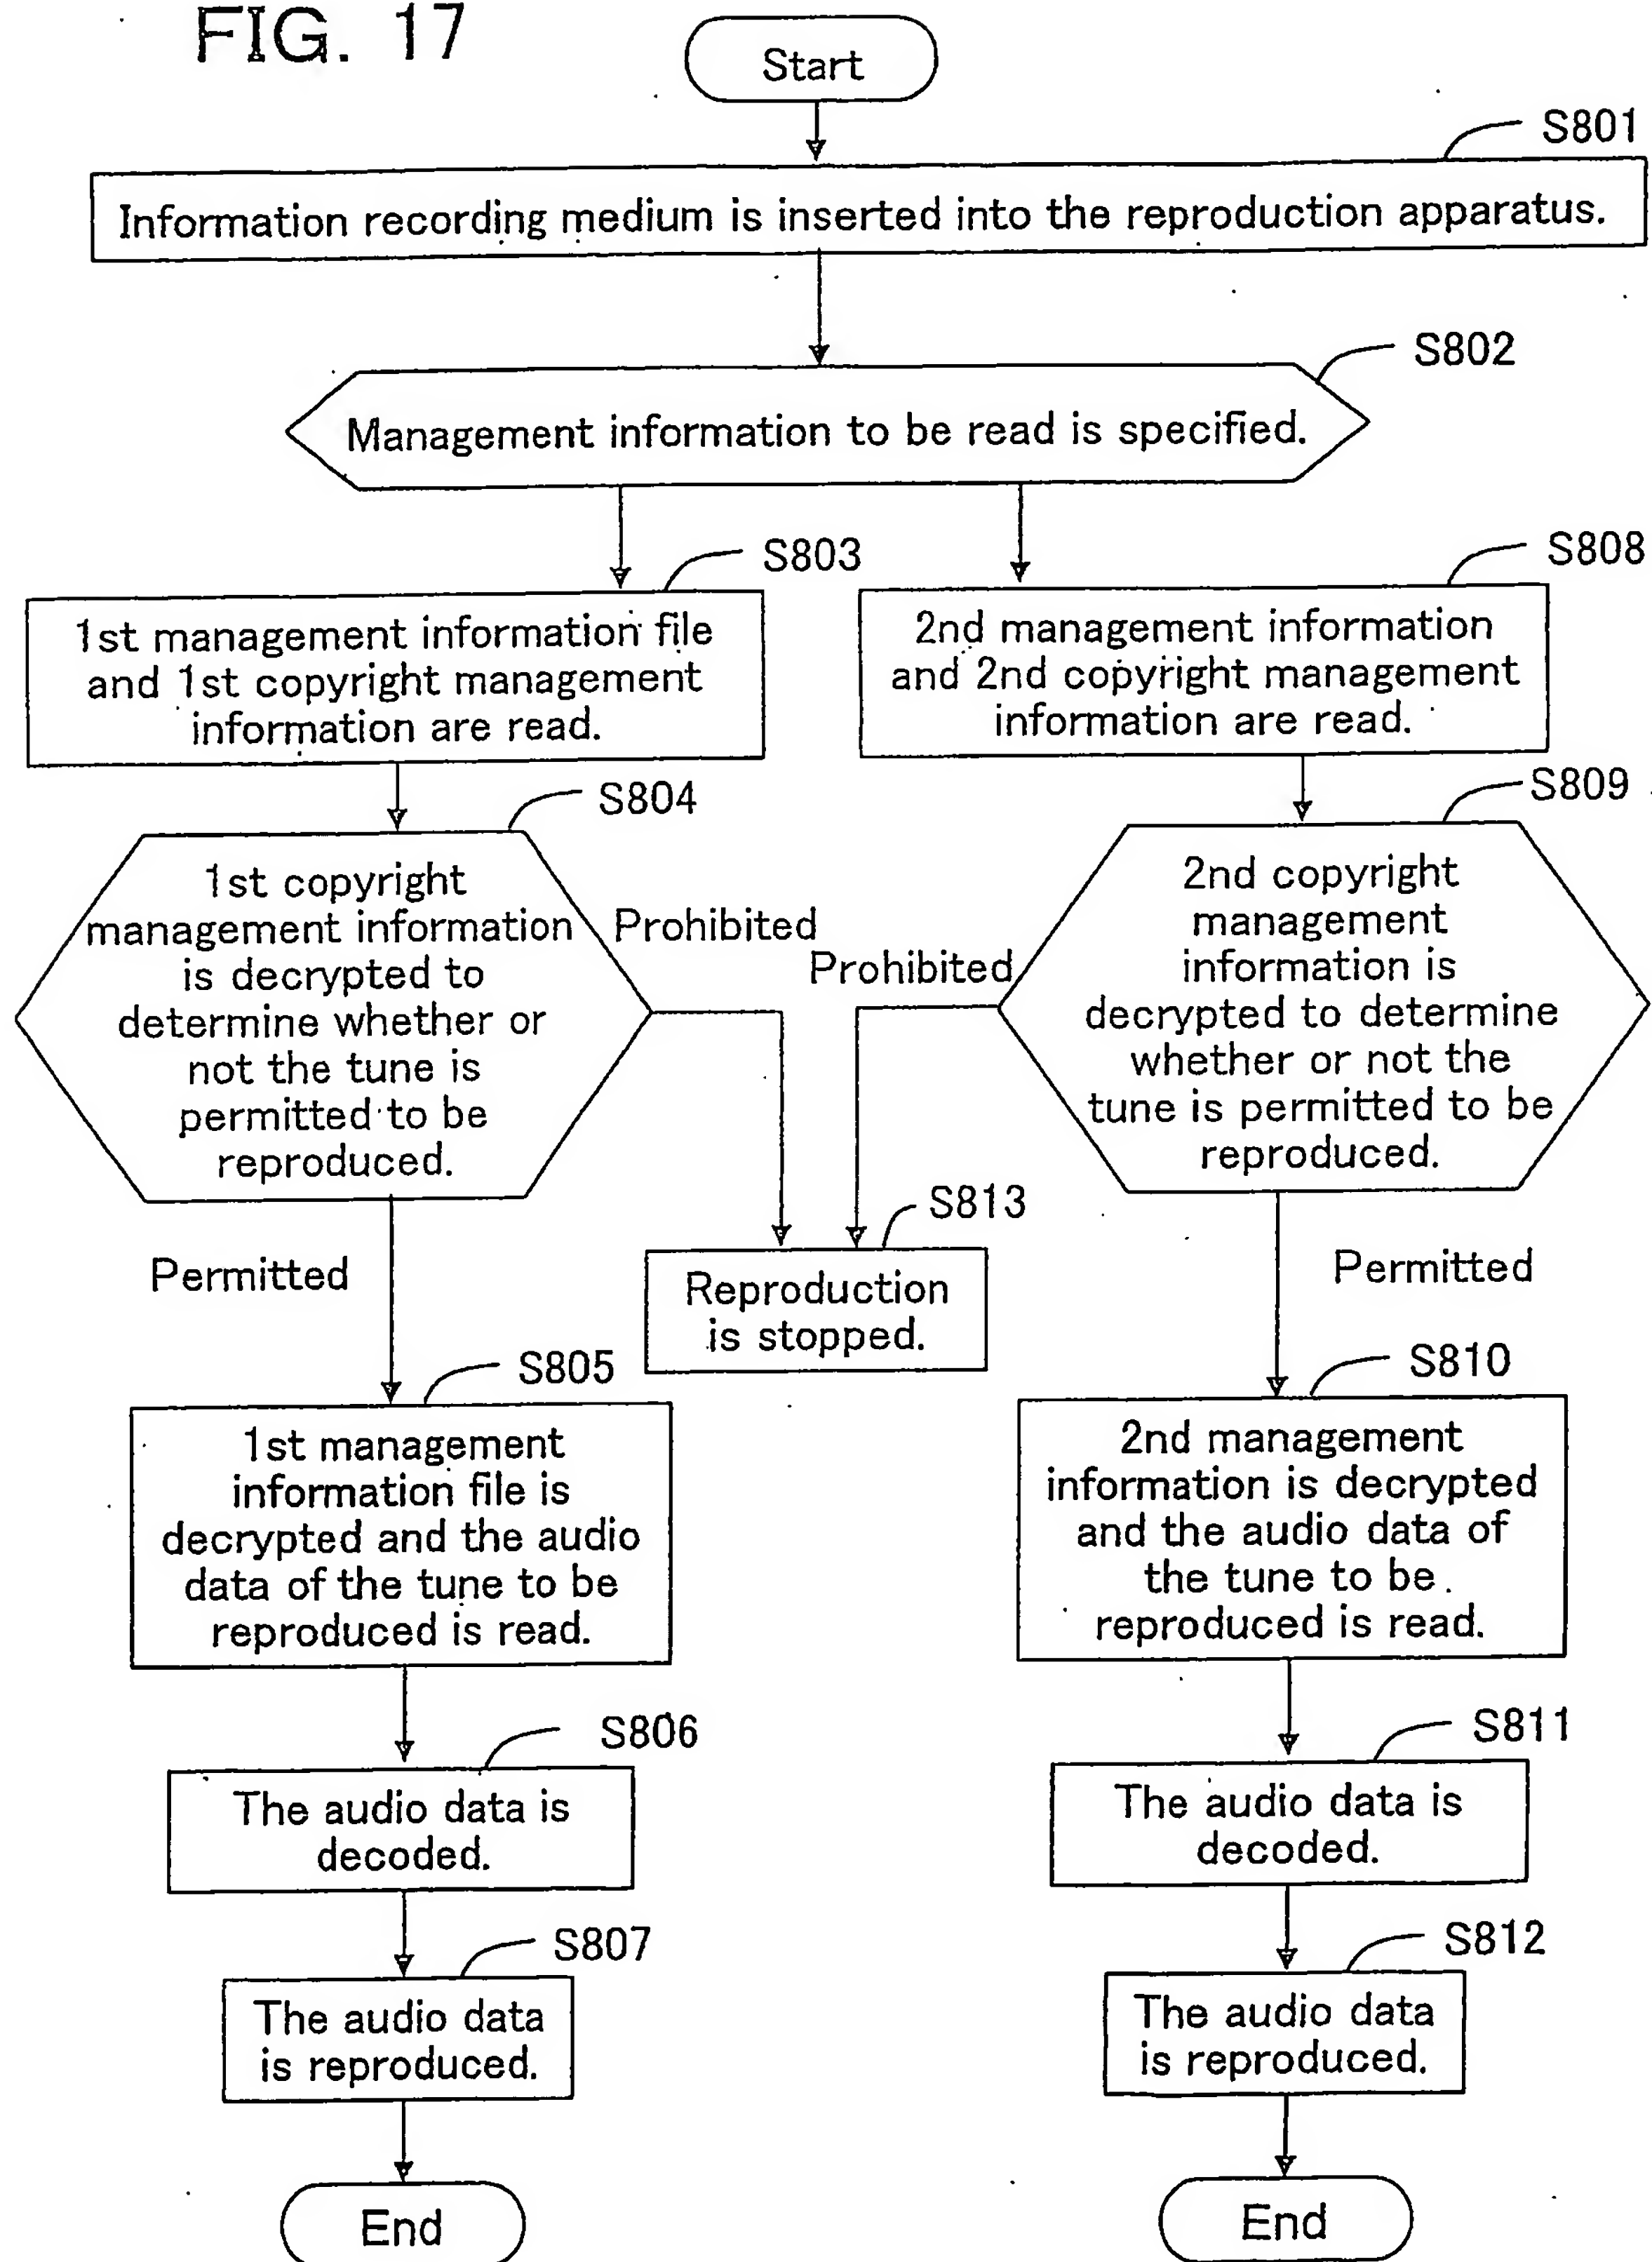 FIG. 17
Start
S801
Information recording medium is inserted into the reproduction apparatus.
S802
Management information to be read is specified.
S803
1st management information file
and 1st copyright management
information are read.
S808
2nd management information
and 2nd copyright management
information are read.
S804
1st copyright
management information
is decrypted to
determine whether or
not the tune is
permitted to be
reproduced.
Prohibited
S809
2nd copyright
management
information is
decrypted to determine
whether or not the
tune is permitted to be
reproduced.
Prohibited
S813
Reproduction
is stopped.
Permitted
Permitted
S805
1st management
information file is
decrypted and the audio
data of the tune to be
reproduced is read.
S810
2nd management
information is decrypted
and the audio data of
the tune to be
reproduced is read.
S806
The audio data is
decoded.
S811
The audio data is
decoded.
S807
The audio data
is reproduced.
S812
The audio data
is reproduced.
End
End